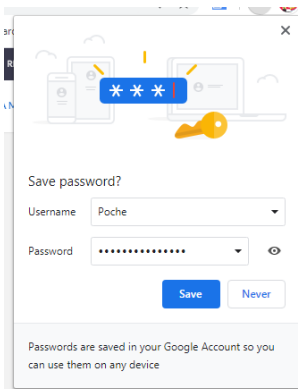 * * *
Save password?
Username Poche
Password •••••••••••••••
Save Never
Passwords are saved in your Google Account so you
can use them on any device